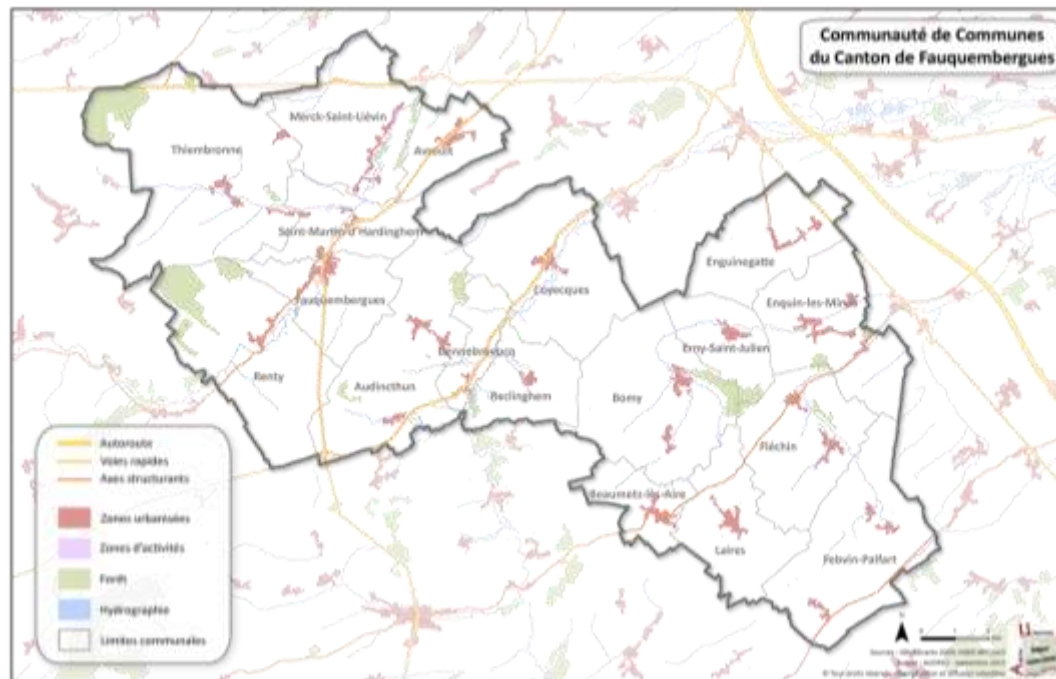 Communauté de Communes
du Canton de Fauquembergues
Merck-Saint-Liévin
Thiembronne
Avroult
Saint-Martin-d'Hardinghem
Enguinegatte
Coyecques
Fauquembergues
Enquin-les-Mines
Erny-Saint-Julien
Dennebroeucq
Renty
Audincthun
Reclinghem
Bomy
Fléchin
Beaumetz-lès-Aire
Laires
Febvin-Palfart
Autoroute
Voies rapides
Axes structurants
Zones urbanisées
Zones d'activités
Forêt
Hydrographie
Limites communales
N